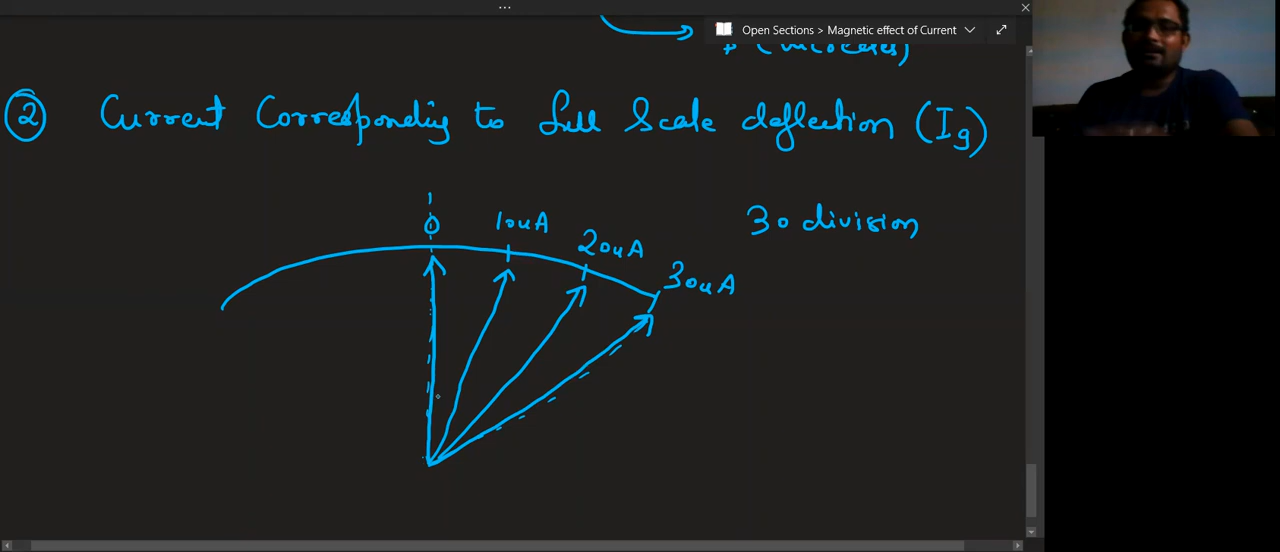 Open Sections > Magnetic effect of Current
② Current Corresponding to full Scale deflection (Ig)
0 10uA 20uA 30uA
30 division